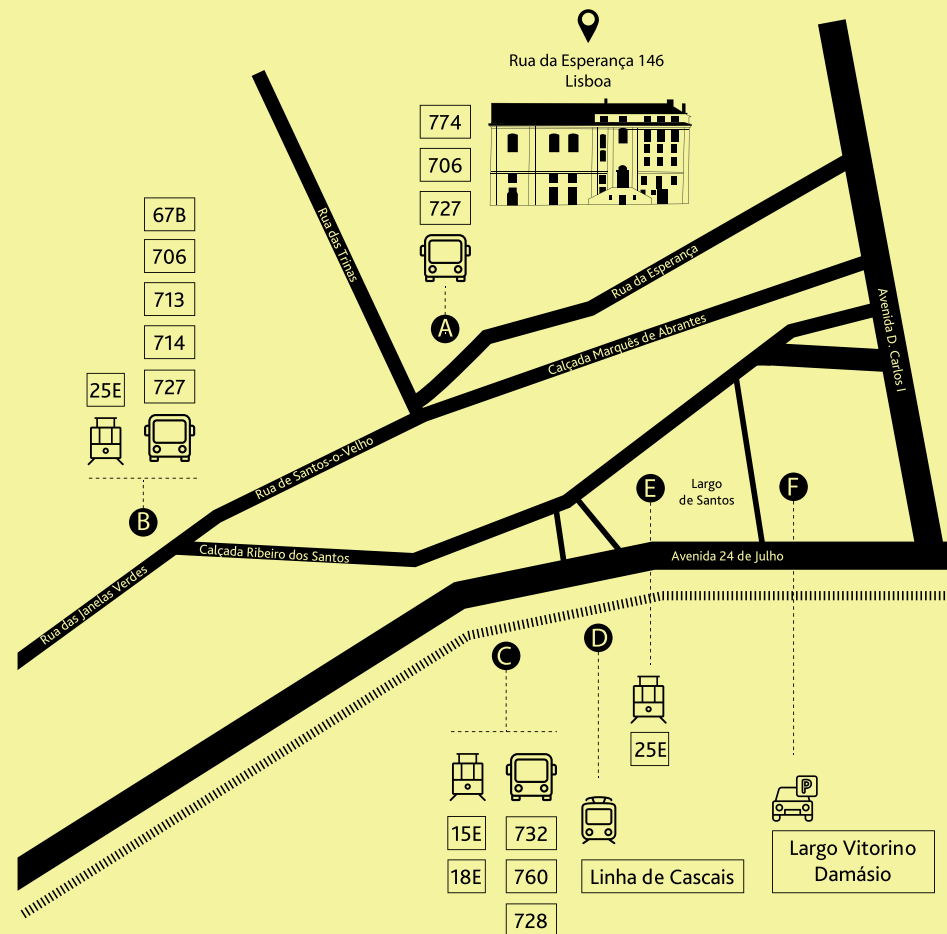 Rua da Esperança 146
Lisboa
774
706
727
A
67B
706
713
714
727
25E
B
Rua das Trinas
Rua da Esperança
Calçada Marquês de Abrantes
Avenida D. Carlos I
Rua de Santos-o-Velho
Calçada Ribeiro dos Santos
Rua das Janelas Verdes
E
Largo
de Santos
F
Avenida 24 de Julho
C
D
25E
15E
18E
732
760
728
Linha de Cascais
P
Largo Vitorino
Damásio